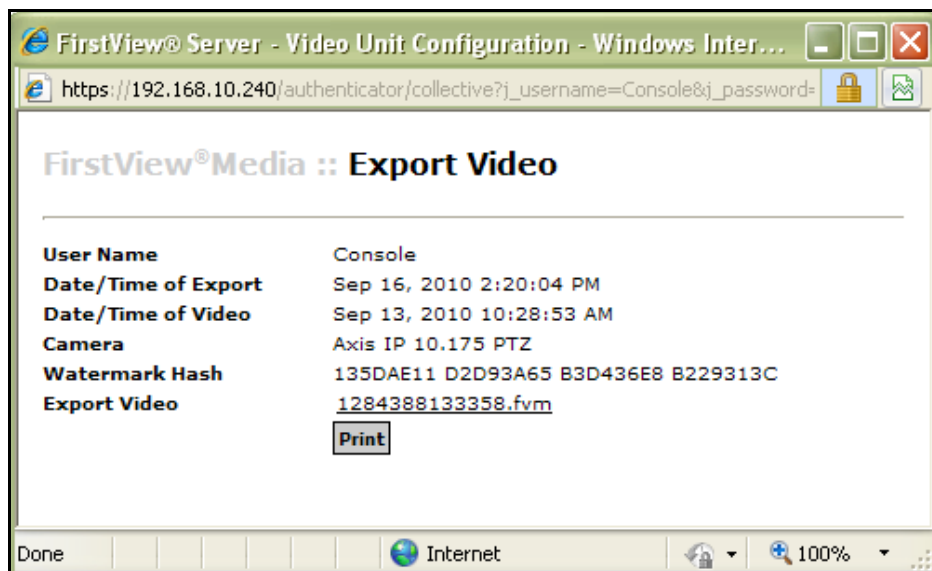 FirstView® Server - Video Unit Configuration - Windows Inter...
https://192.168.10.240/authenticator/collective?j_username=Console&j_password=
FirstView®Media :: Export Video
User Name Console
Date/Time of Export Sep 16, 2010 2:20:04 PM
Date/Time of Video Sep 13, 2010 10:28:53 AM
Camera Axis IP 10.175 PTZ
Watermark Hash 135DAE11 D2D93A65 B3D436E8 B229313C
Export Video 1284388133358.fvm
Print
Done Internet 100%